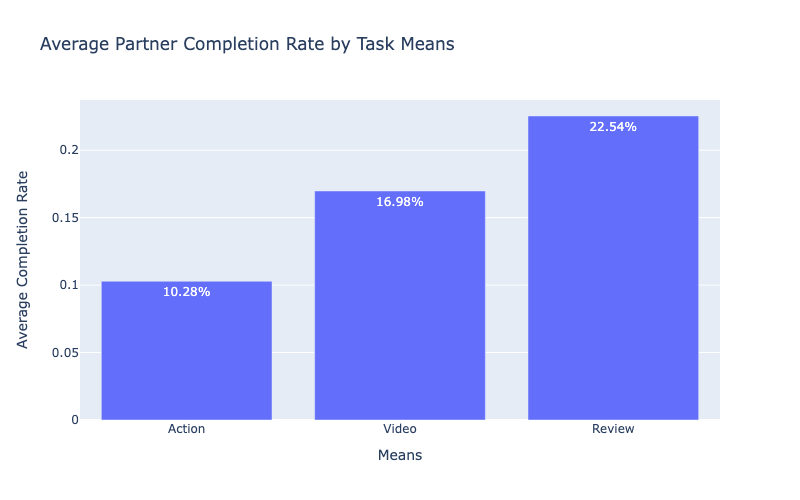 Average Partner Completion Rate by Task Means
Average Completion Rate
0.2
0.15
0.1
0.05
0
10.28%
16.98%
22.54%
Action
Video
Review
Means